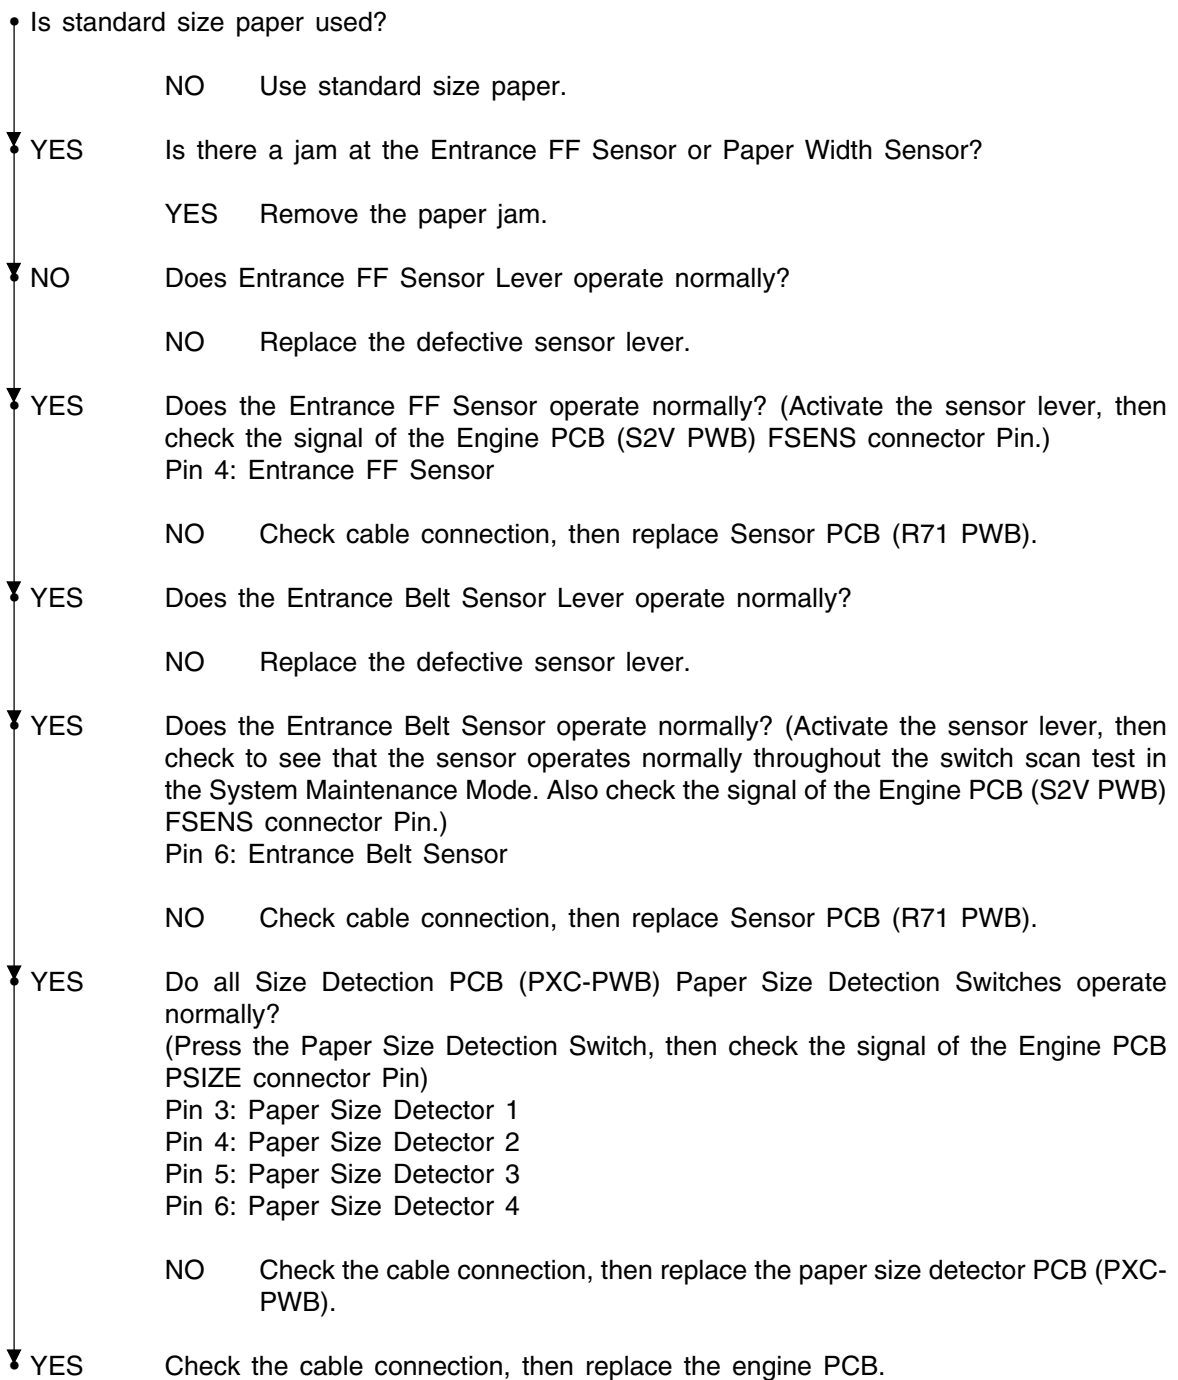 Is standard size paper used?
NO Use standard size paper.
YES Is there a jam at the Entrance FF Sensor or Paper Width Sensor?
YES Remove the paper jam.
NO Does Entrance FF Sensor Lever operate normally?
NO Replace the defective sensor lever.
YES Does the Entrance FF Sensor operate normally? (Activate the sensor lever, then
check the signal of the Engine PCB (S2V PWB) FSENS connector Pin.)
Pin 4: Entrance FF Sensor
NO Check cable connection, then replace Sensor PCB (R71 PWB).
YES Does the Entrance Belt Sensor Lever operate normally?
NO Replace the defective sensor lever.
YES Does the Entrance Belt Sensor operate normally? (Activate the sensor lever, then
check to see that the sensor operates normally throughout the switch scan test in
the System Maintenance Mode. Also check the signal of the Engine PCB (S2V PWB)
FSENS connector Pin.)
Pin 6: Entrance Belt Sensor
NO Check cable connection, then replace Sensor PCB (R71 PWB).
YES Do all Size Detection PCB (PXC-PWB) Paper Size Detection Switches operate
normally?
(Press the Paper Size Detection Switch, then check the signal of the Engine PCB
PSIZE connector Pin)
Pin 3: Paper Size Detector 1
Pin 4: Paper Size Detector 2
Pin 5: Paper Size Detector 3
Pin 6: Paper Size Detector 4
NO Check the cable connection, then replace the paper size detector PCB (PXC-
PWB).
YES Check the cable connection, then replace the engine PCB.